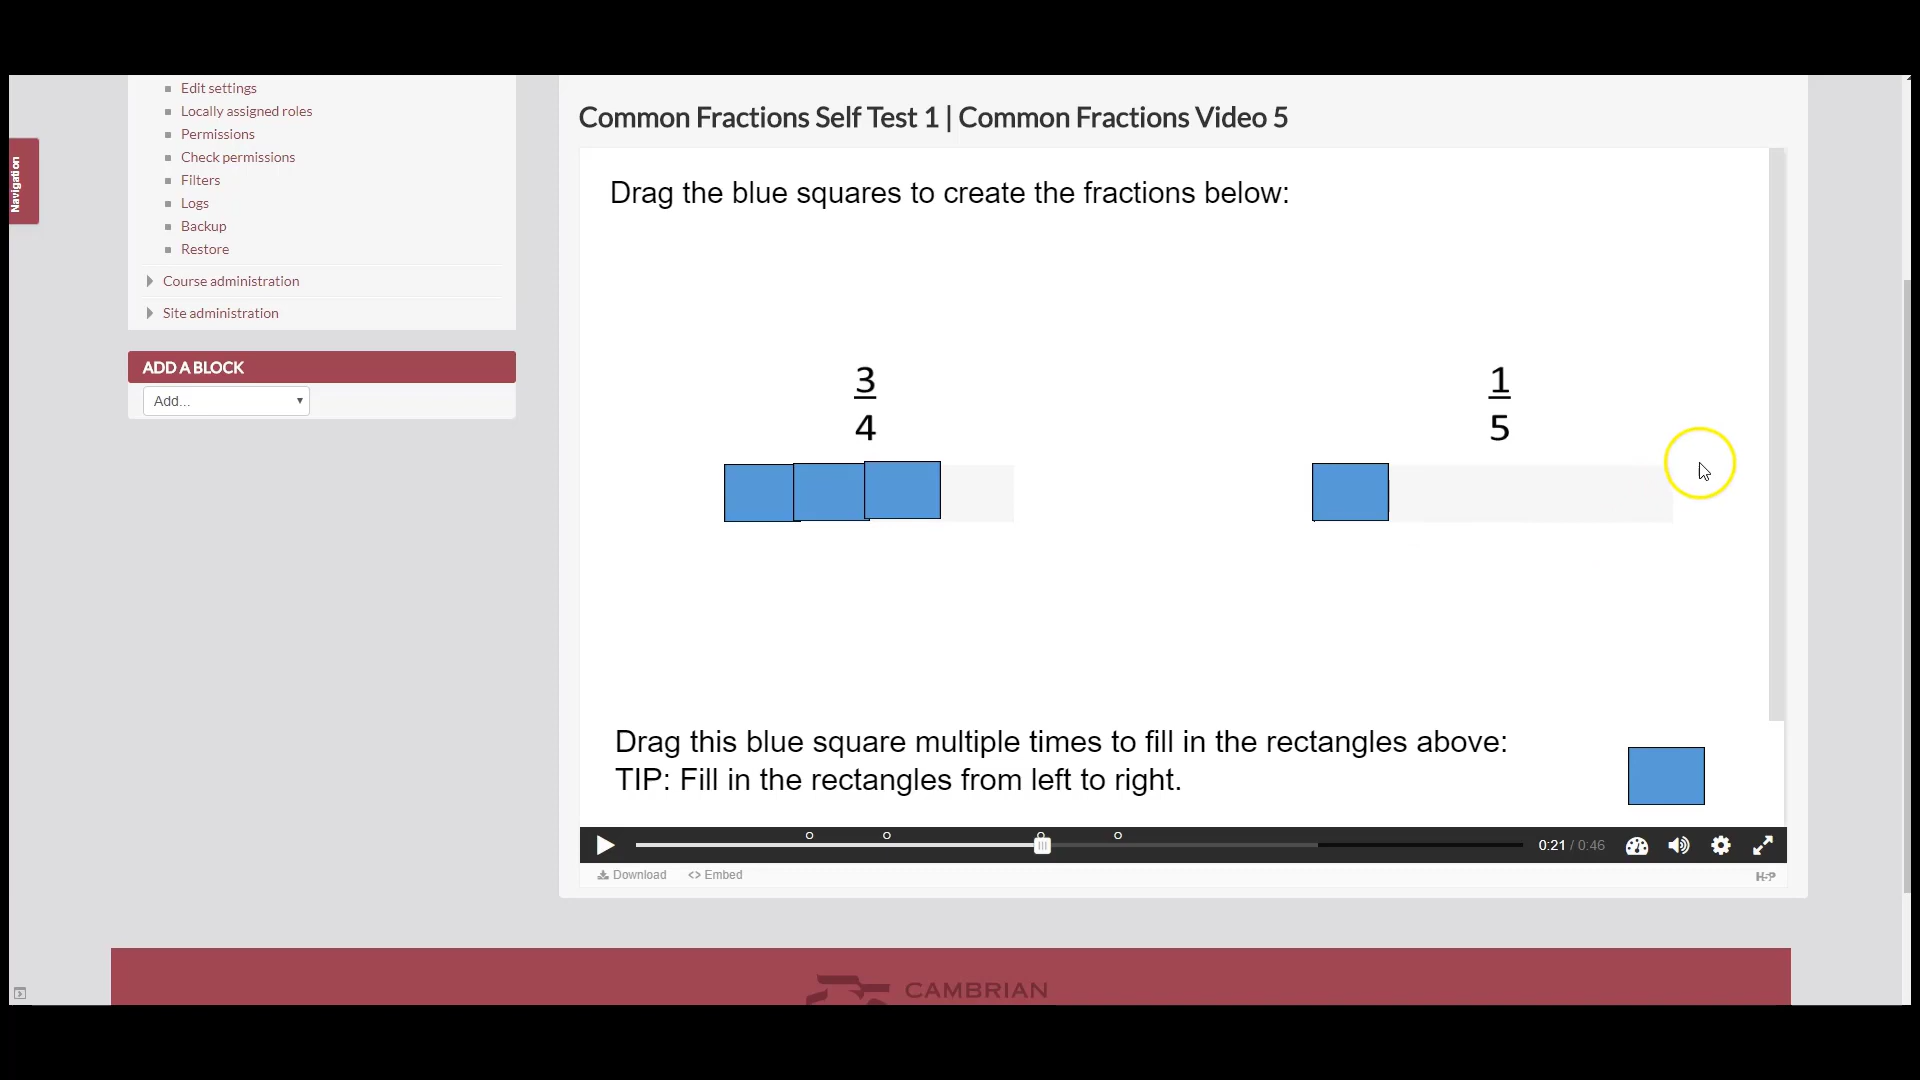 Edit settings
Locally assigned roles
Permissions
Check permissions
Filters
Logs
Backup
Restore
Course administration
Site administration
Navigation
ADD A BLOCK
Add...
Common Fractions Self Test 1 | Common Fractions Video 5
Drag the blue squares to create the fractions below:
3
4
1
5
Drag this blue square multiple times to fill in the rectangles above:
TIP: Fill in the rectangles from left to right.
0:21 / 0:46
Download
<> Embed
H5P
CAMBRIAN